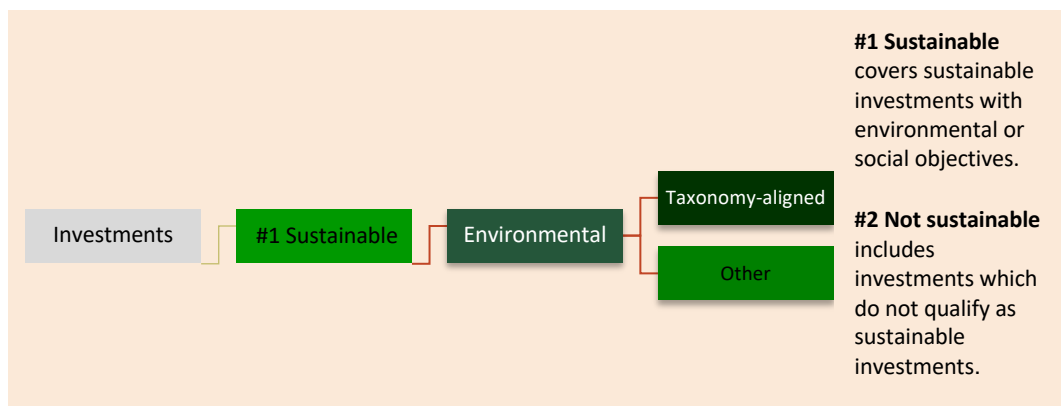 Investments
#1 Sustainable
Environmental
Taxonomy-aligned
Other
#1 Sustainable
covers sustainable
investments with
environmental or
social objectives.
#2 Not sustainable
includes
investments which
do not qualify as
sustainable
investments.